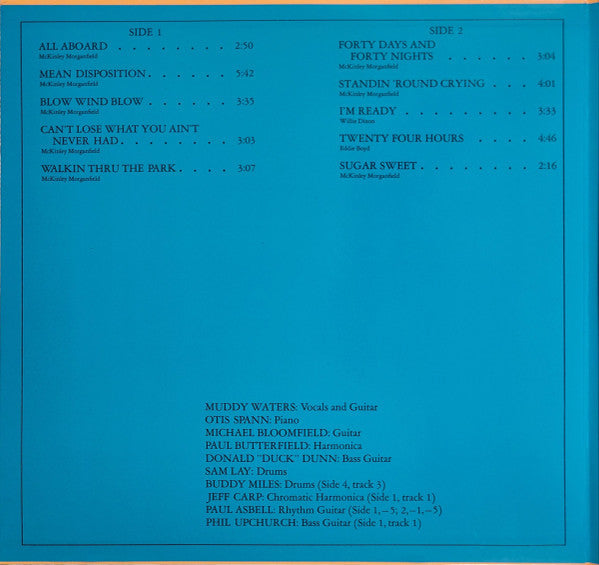 SIDE 1
ALL ABOARD . . . . . . . . 2:50
McKinley Morganfield
MEAN DISPOSITION . . . . . . 5:42
McKinley Morganfield
BLOW WIND BLOW . . . . . . 3:35
McKinley Morganfield
CAN'T LOSE WHAT YOU AIN'T
NEVER HAD . . . . . . . . 3:03
McKinley Morganfield
WALKIN THRU THE PARK . . . . 3:07
McKinley Morganfield
SIDE 2
FORTY DAYS AND
FORTY NIGHTS . . . . . . . 3:04
McKinley Morganfield
STANDIN 'ROUND CRYING . . . 4:01
McKinley Morganfield
I'M READY . . . . . . . . . 3:33
Willie Dixon
TWENTY FOUR HOURS . . . . 4:46
Eddie Boyd
SUGAR SWEET . . . . . . . . 2:16
McKinley Morganfield
MUDDY WATERS: Vocals and Guitar
OTIS SPANN: Piano
MICHAEL BLOOMFIELD: Guitar
PAUL BUTTERFIELD: Harmonica
DONALD "DUCK" DUNN: Bass Guitar
SAM LAY: Drums
BUDDY MILES: Drums (Side 4, track 3)
JEFF CARP: Chromatic Harmonica (Side 1, track 1)
PAUL ASBELL: Rhythm Guitar (Side 1,–5; 2,–1,–5)
PHIL UPCHURCH: Bass Guitar (Side 1, track 1)